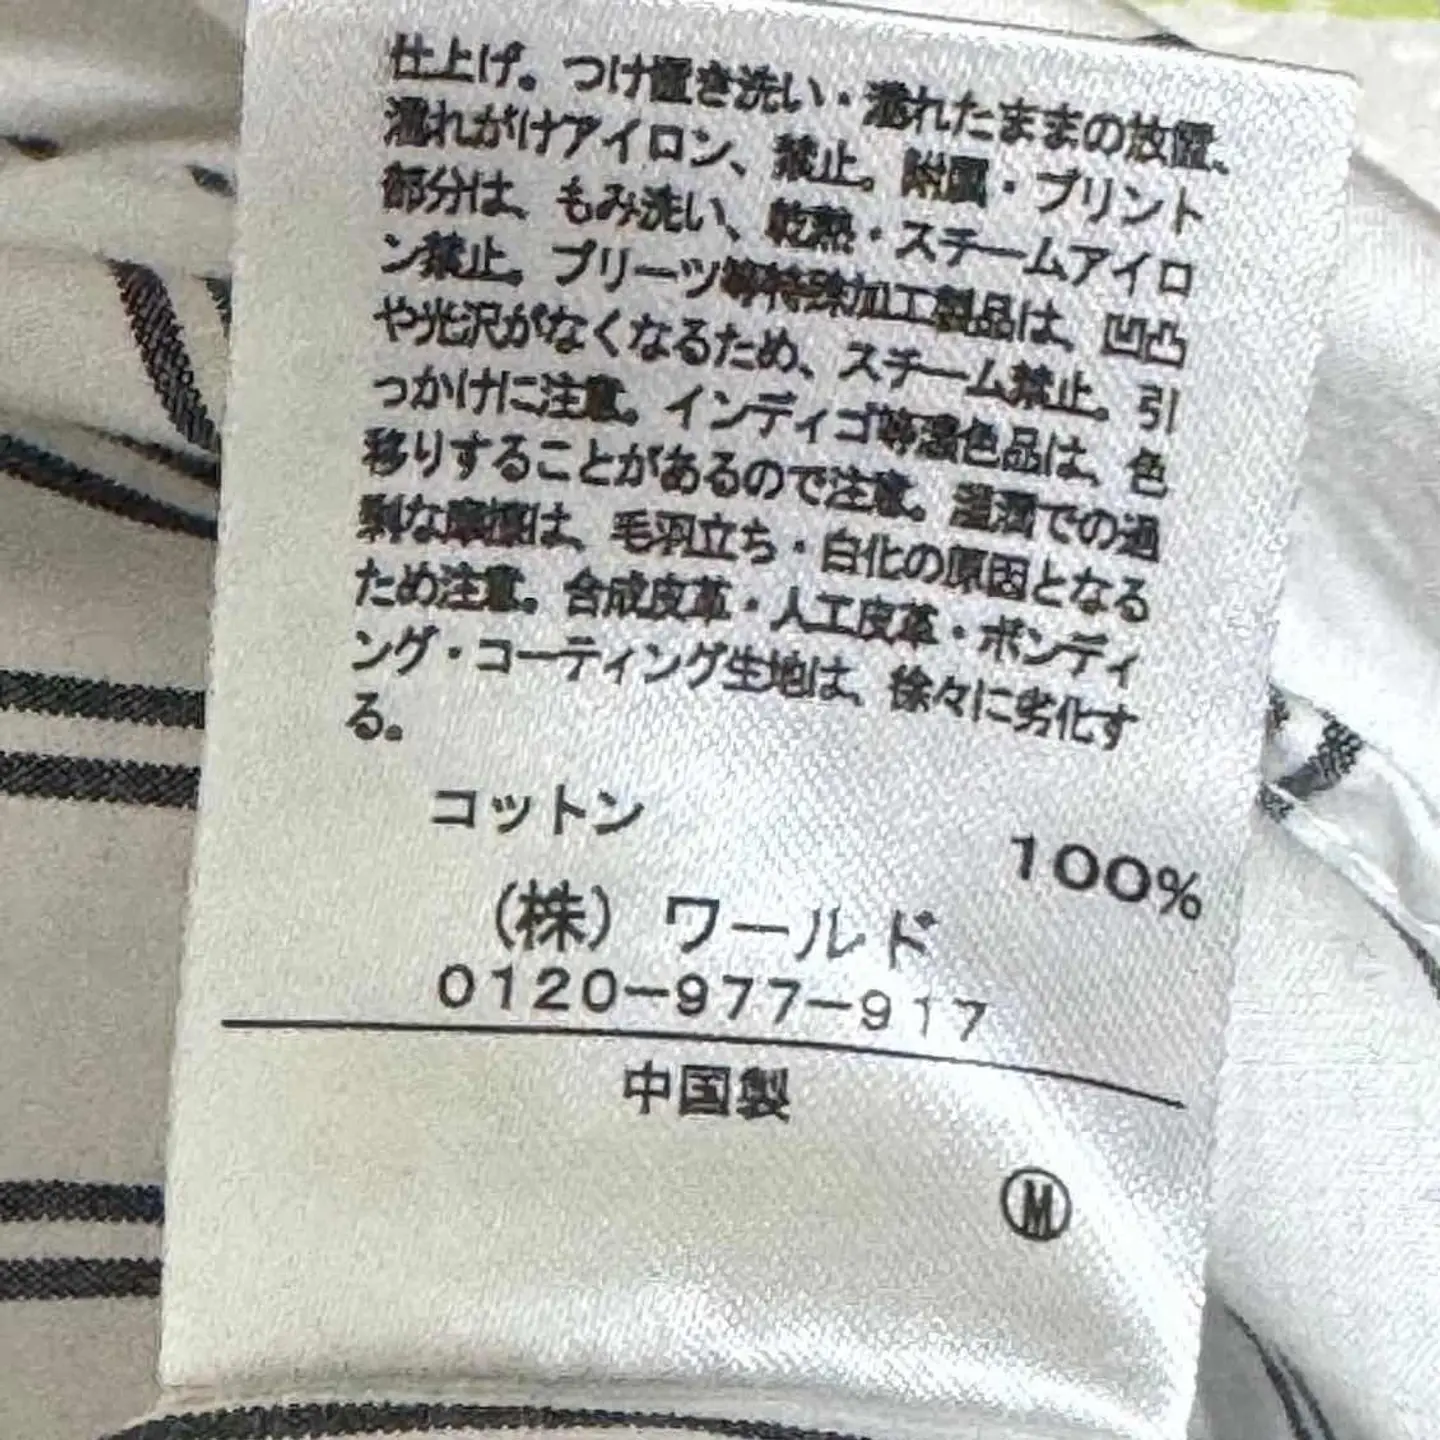 仕上げ。つけ置き洗い・濡れたままの放置、
濡れがけアイロン、禁止。附属・プリント
部分は、もみ洗い、乾熱・スチームアイロ
ン禁止。プリーツ等特殊加工製品は、凹凸
や光沢がなくなるため、スチーム禁止。引
っかけに注意。インディゴ等濃色品は、色
移りすることがあるので注意。湿潤での過
剰な摩擦は、毛羽立ち・白化の原因となる
ため注意。合成皮革・人工皮革・ボンディ
ング・コーティング生地は、徐々に劣化す
る。
コットン 100%
(株)ワールド
0120-977-917
中国製
Ⓜ